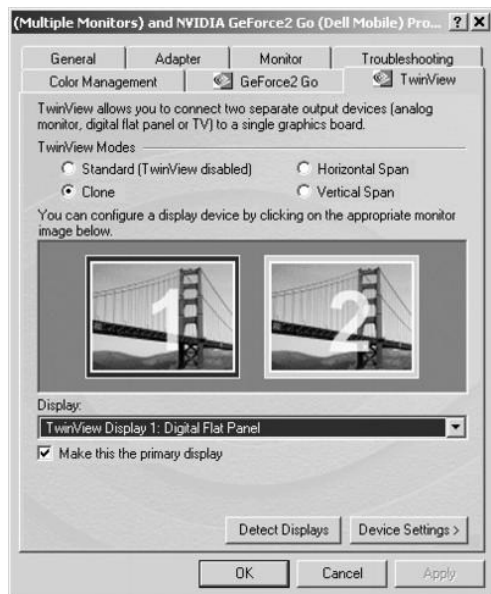 (Multiple Monitors) and NVIDIA GeForce2 Go (Dell Mobile) Pro...
General Adapter Monitor Troubleshooting
Color Management GeForce2 Go TwinView
TwinView allows you to connect two separate output devices (analog
monitor, digital flat panel or TV) to a single graphics board.
TwinView Modes
Standard (TwinView disabled) Horizontal Span
Clone Vertical Span
You can configure a display device by clicking on the appropriate monitor
image below.
1 2
Display:
TwinView Display 1: Digital Flat Panel
Make this the primary display
Detect Displays Device Settings >
OK Cancel Apply